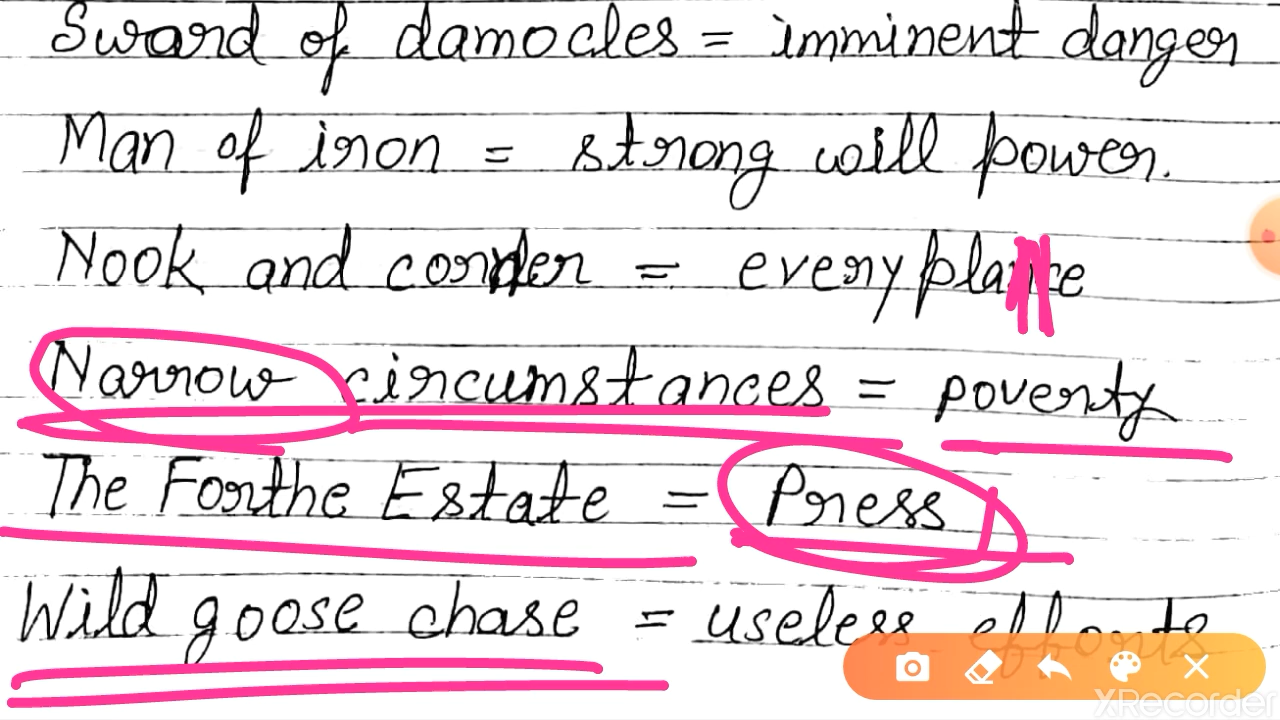 Sward of damocles = imminent danger
Man of iron = strong will power.
Nook and corner = every place
Narrow circumstances = poverty
The Forthe Estate = Press
Wild goose chase = useless efforts
XRecorder